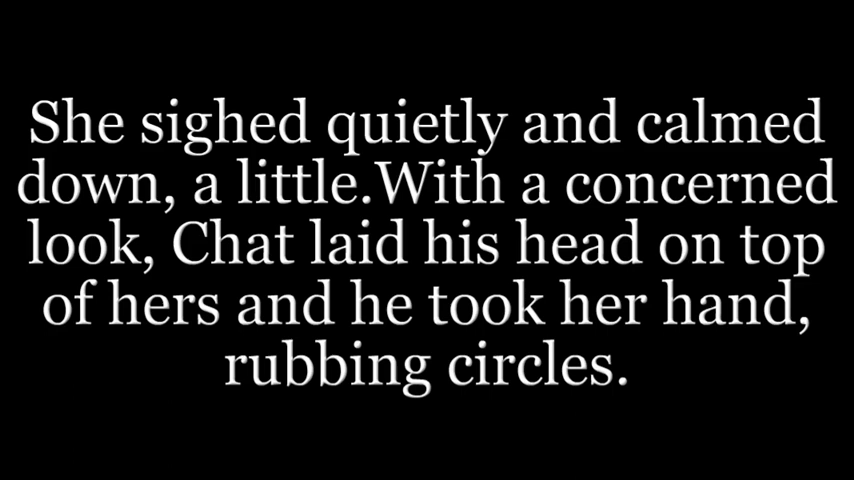 She sighed quietly and calmed
down, a little.With a concerned
look, Chat laid his head on top
of hers and he took her hand,
rubbing circles.